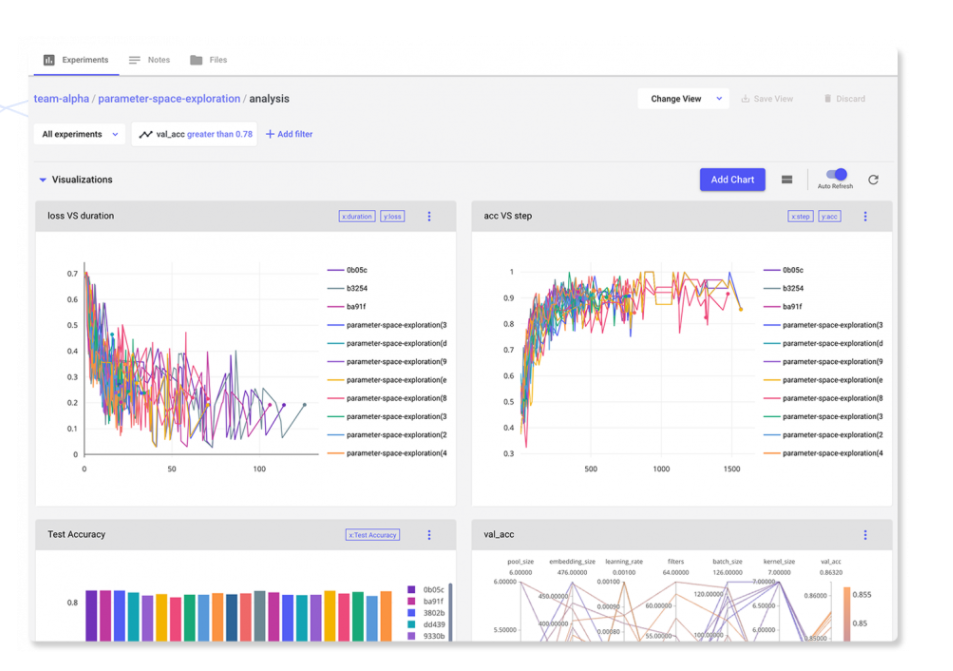 Experiments Notes Files
team-alpha / parameter-space-exploration / analysis
Change View Save View Discard
All experiments val_acc greater than 0.78 + Add filter
Visualizations
Add Chart Auto Refresh
loss VS duration x:duration y:loss
0.7
0.6
0.5
0.4
0.3
0.2
0.1
0
0 50 100
0b05c
b3254
ba91f
parameter-space-exploration(3
parameter-space-exploration(d
parameter-space-exploration(9
parameter-space-exploration(e
parameter-space-exploration(8
parameter-space-exploration(3
parameter-space-exploration(2
parameter-space-exploration(4
acc VS step x:step y:acc
1
0.9
0.8
0.7
0.6
0.5
0.4
0.3
500 1000 1500
0b05c
b3254
ba91f
parameter-space-exploration(3
parameter-space-exploration(d
parameter-space-exploration(9
parameter-space-exploration(e
parameter-space-exploration(8
parameter-space-exploration(3
parameter-space-exploration(2
parameter-space-exploration(4
Test Accuracy x:Test Accuracy
0.8
0b05c
ba91f
3802b
dd439
9330b
val_acc
pool_size embedding_size learning_rate filters batch_size kernel_size val_acc
6.00000 476.00000 0.00100 64.00000 126.00000 7.00000 0.86320
6.00000 0.00100 7.00000
450.00000 120.00000 0.86000 0.855
0.00090 60.00000 6.50000
400.00000 0.85
5.50000 0.00080 55.00000 100.00000 6.00000 0.85000